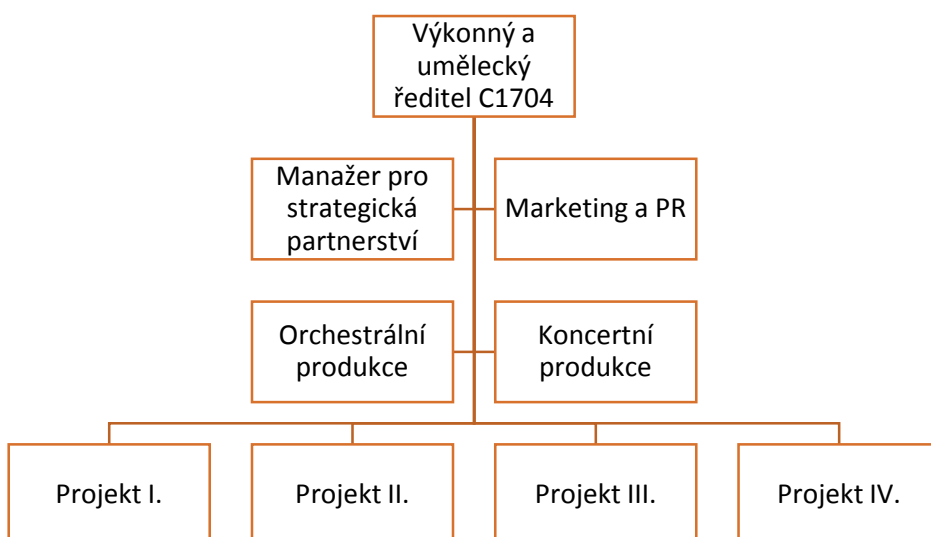 Výkonný a
umělecký
ředitel C1704
Manažer pro
strategická
partnerství
Marketing a PR
Orchestrální
produkce
Koncertní
produkce
Projekt I.
Projekt II.
Projekt III.
Projekt IV.